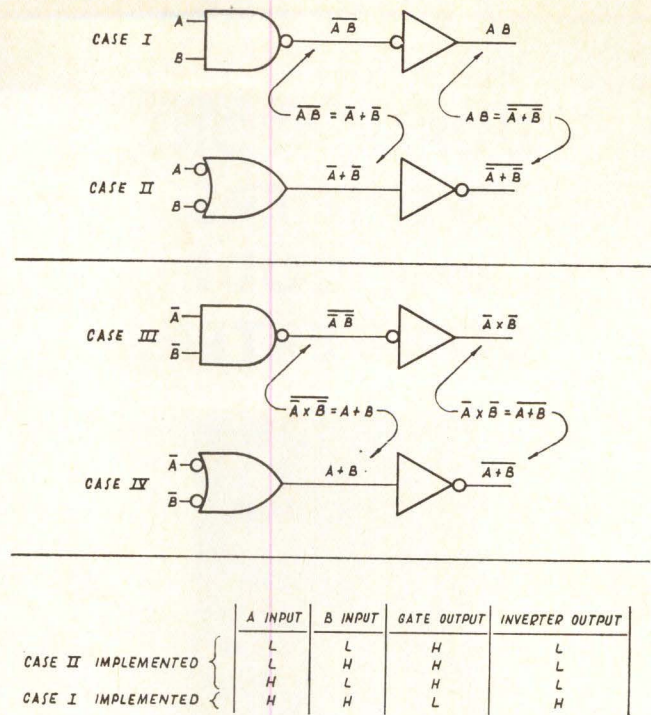 A
CASE I
B
A̅ ̅B̅
A B
A̅ ̅B̅ = A̅ + B̅
A B = A̅̅ ̅+̅ ̅B̅̅
CASE II
A
B
A̅ + B̅
A̅̅ ̅+̅ ̅B̅̅
A̅
CASE III
B̅
A̅̅ ̅B̅̅
A̅ x B̅
A̅̅ ̅x̅ ̅B̅̅ = A + B
A̅ x B̅ = A̅+̅B̅
CASE IV
A̅
B̅
A + B
A̅+̅B̅
A INPUT B INPUT GATE OUTPUT INVERTER OUTPUT
L L H L
CASE II IMPLEMENTED { L H H L
H L H L
CASE I IMPLEMENTED { H H L H